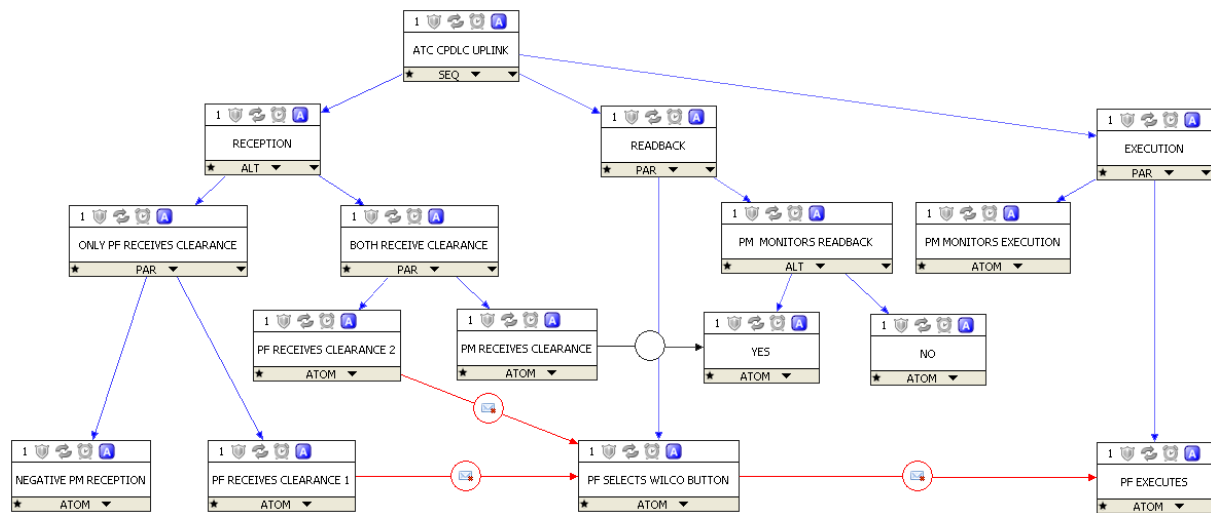 1 A
ATC CPDLC UPLINK
SEQ
1 A
RECEPTION
ALT
1 A
READBACK
PAR
1 A
EXECUTION
PAR
1 A
ONLY PF RECEIVES CLEARANCE
PAR
1 A
BOTH RECEIVE CLEARANCE
PAR
1 A
PM MONITORS READBACK
ALT
1 A
PM MONITORS EXECUTION
ATOM
1 A
PF RECEIVES CLEARANCE 2
ATOM
1 A
PM RECEIVES CLEARANCE
ATOM
1 A
YES
ATOM
1 A
NO
ATOM
1 A
NEGATIVE PM RECEPTION
ATOM
1 A
PF RECEIVES CLEARANCE 1
ATOM
1 A
PF SELECTS WILCO BUTTON
ATOM
1 A
PF EXECUTES
ATOM